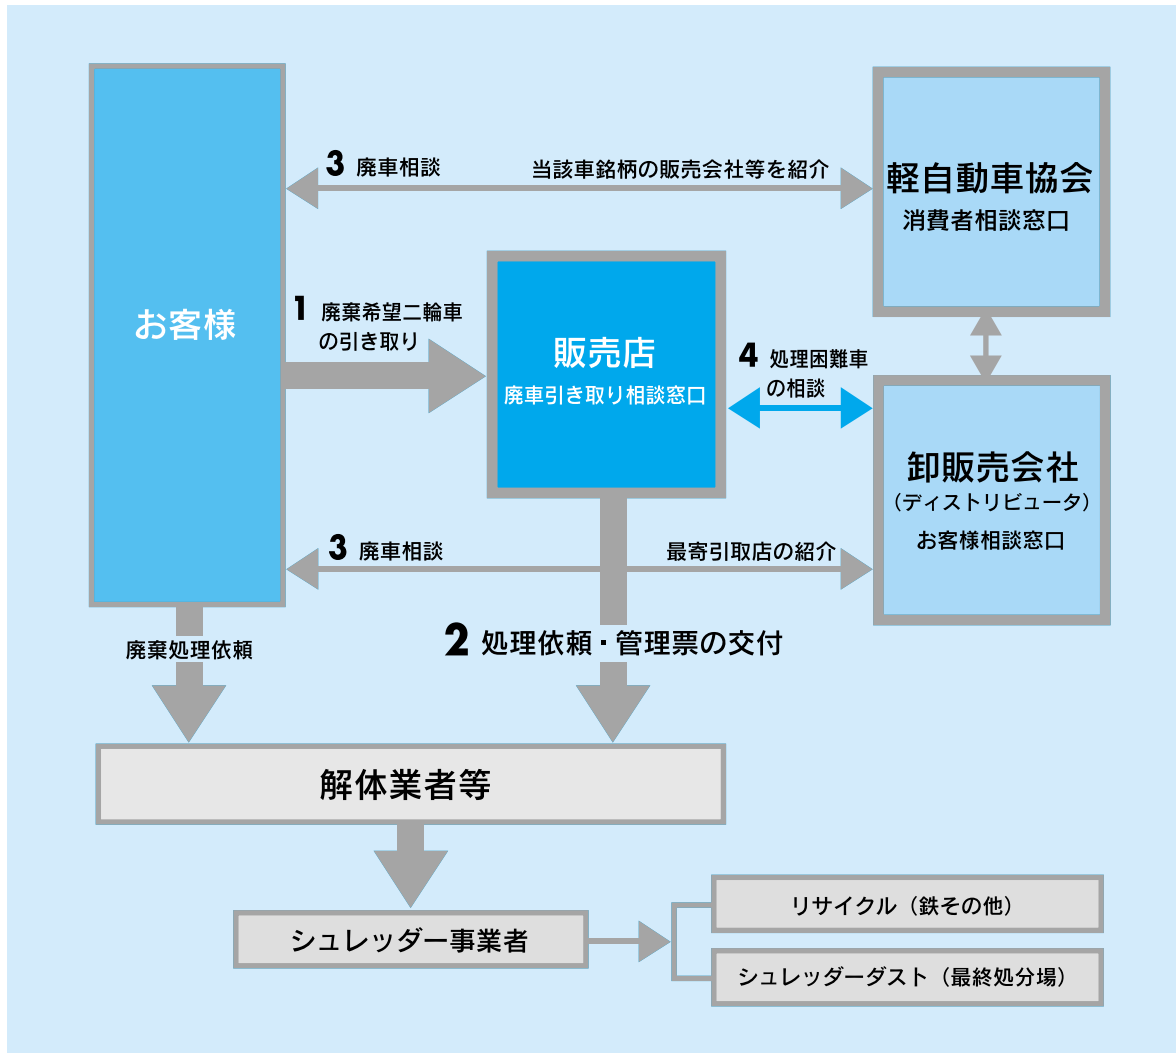 3 廃車相談
当該車銘柄の販売会社等を紹介
軽自動車協会
消費者相談窓口
お客様
1 廃棄希望二輪車
の引き取り
販売店
廃車引き取り相談窓口
4 処理困難車
の相談
卸販売会社
（ディストリビュータ）
お客様相談窓口
3 廃車相談
最寄引取店の紹介
廃棄処理依頼
2 処理依頼・管理票の交付
解体業者等
シュレッダー事業者
リサイクル（鉄その他）
シュレッダーダスト（最終処分場）